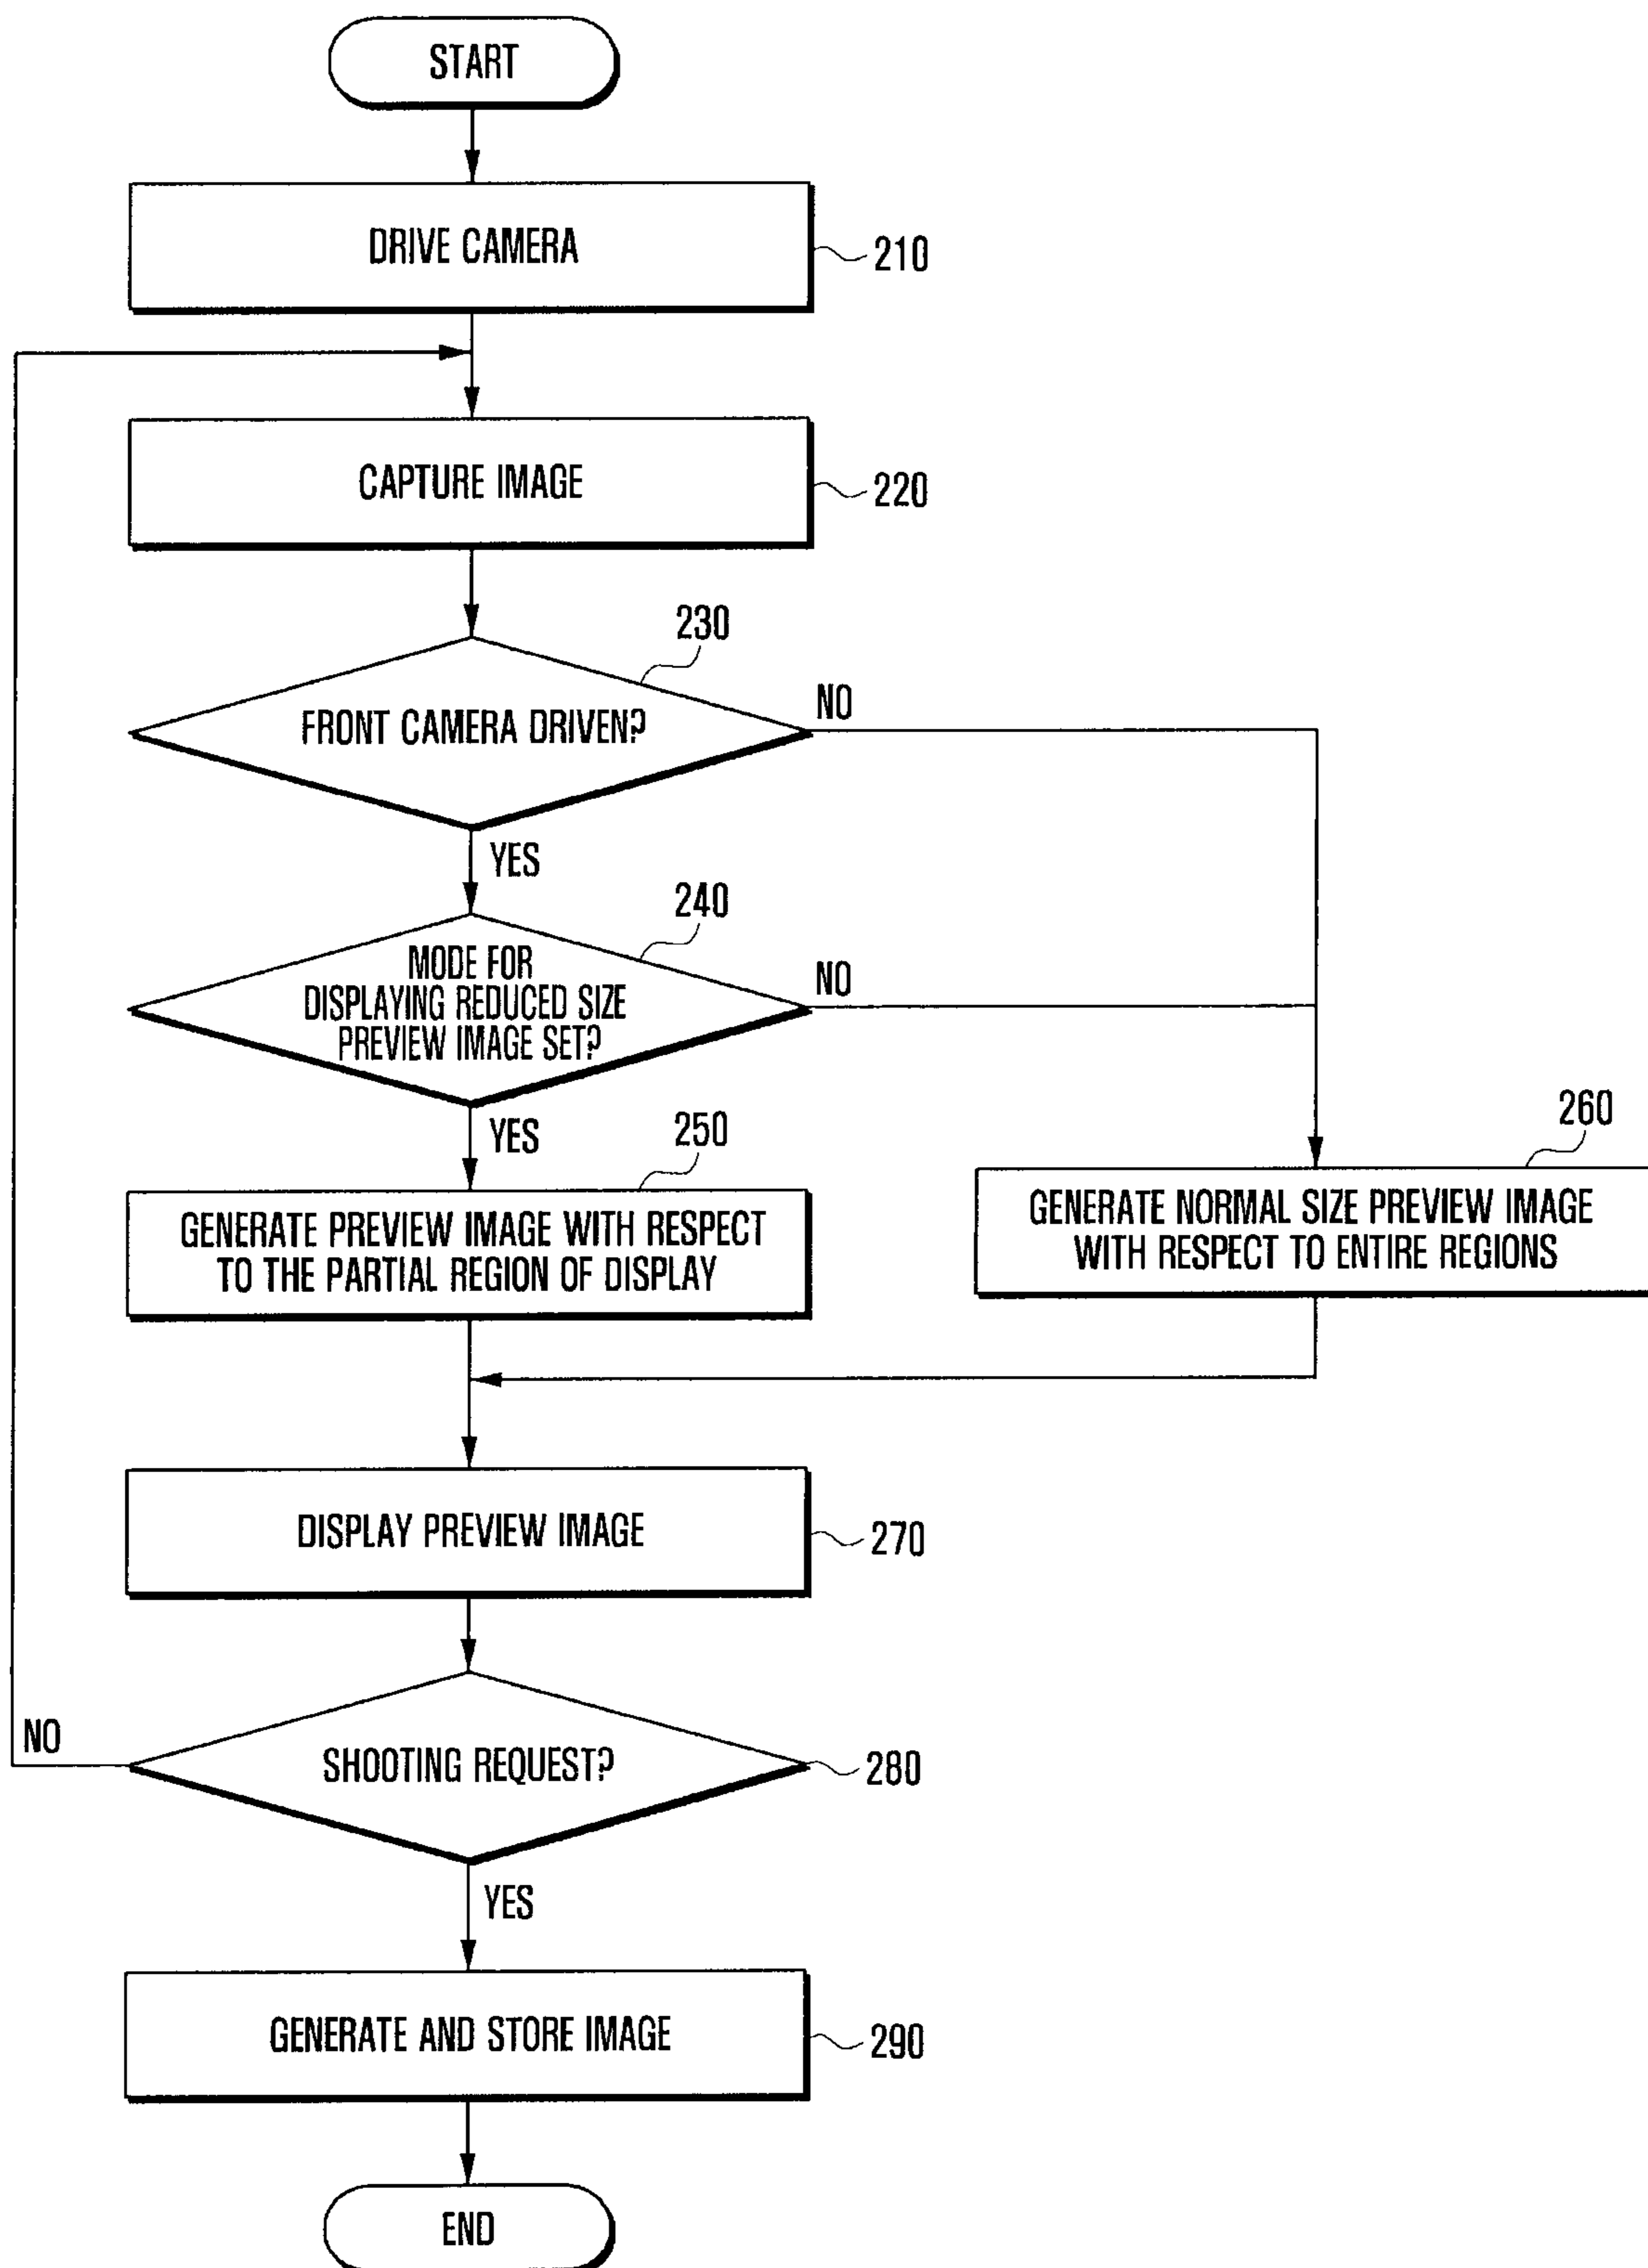 START
DRIVE CAMERA
210
CAPTURE IMAGE
220
230
FRONT CAMERA DRIVEN?
NO
YES
240
MODE FOR
DISPLAYING REDUCED SIZE
PREVIEW IMAGE SET?
NO
YES
250
GENERATE PREVIEW IMAGE WITH RESPECT
TO THE PARTIAL REGION OF DISPLAY
260
GENERATE NORMAL SIZE PREVIEW IMAGE
WITH RESPECT TO ENTIRE REGIONS
DISPLAY PREVIEW IMAGE
270
NO
SHOOTING REQUEST?
280
YES
GENERATE AND STORE IMAGE
290
END